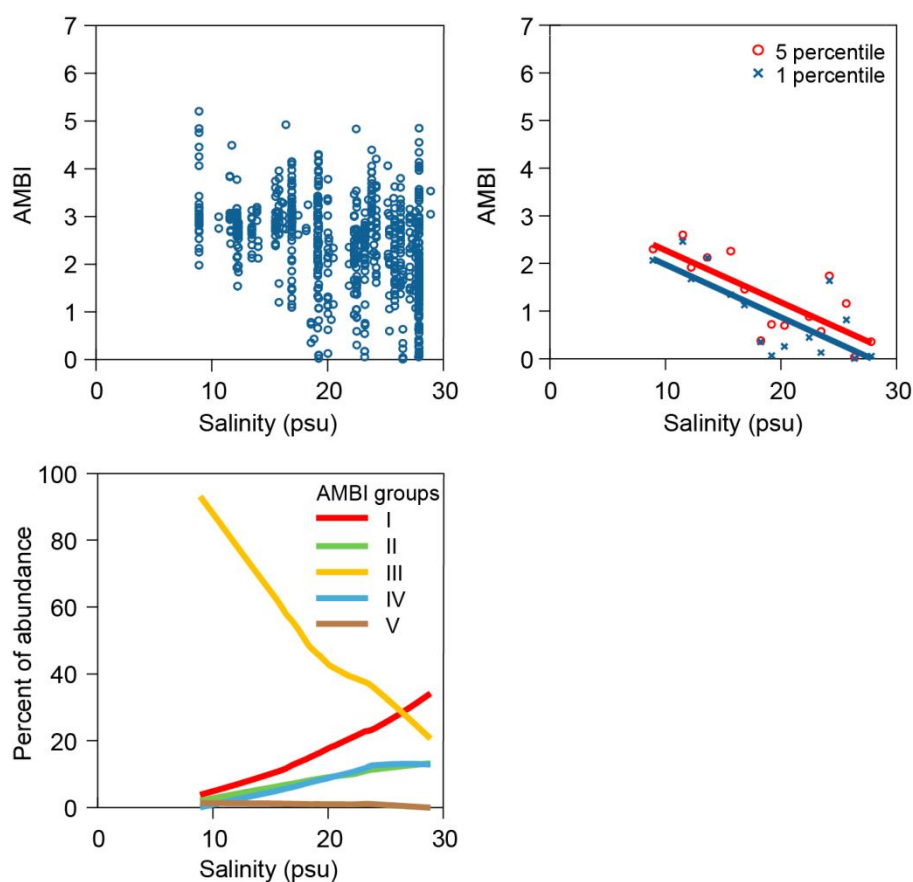 7
6
5
4
3
2
1
0
AMBI
0
10
20
30
Salinity (psu)
7
6
5
4
3
2
1
0
AMBI
0
10
20
30
Salinity (psu)
5 percentile
1 percentile
100
80
60
40
20
0
Percent of abundance
0
10
20
30
Salinity (psu)
AMBI groups
I
II
III
IV
V